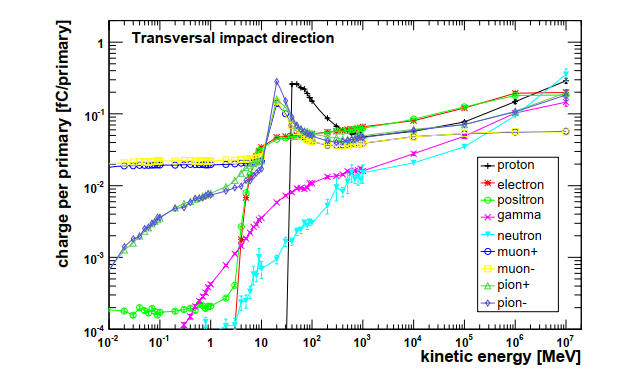 Transversal impact direction
charge per primary [fC/primary]
1
10-1
10-2
10-3
10-4
proton
electron
positron
gamma
neutron
muon+
muon-
pion+
pion-
10-2 10-1 1 10 102 103 104 105 106 107
kinetic energy [MeV]